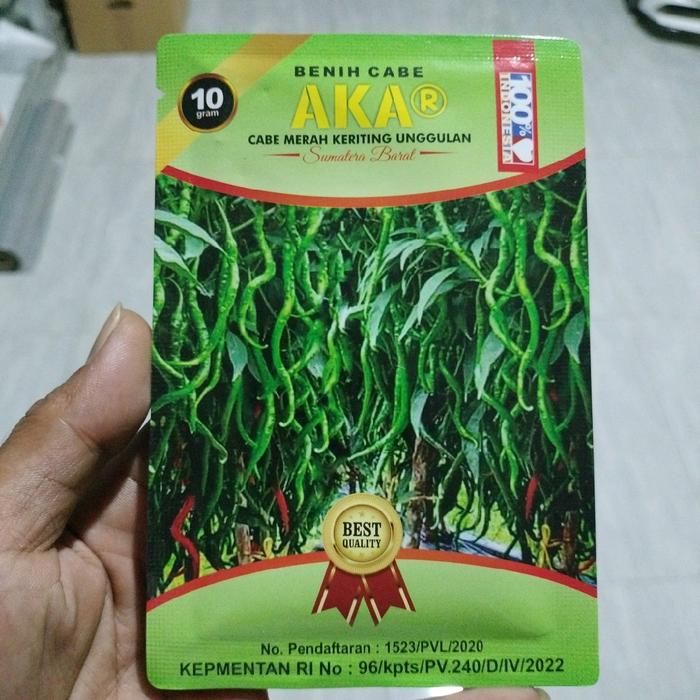 BENIH CABE
10
gram
AKA®
CABE MERAH KERITING UNGGULAN
Sumatera Barat
100%
INDONESIA
BEST
QUALITY
No. Pendaftaran : 1523/PVL/2020
KEPMENTAN RI No : 96/kpts/PV.240/D/IV/2022